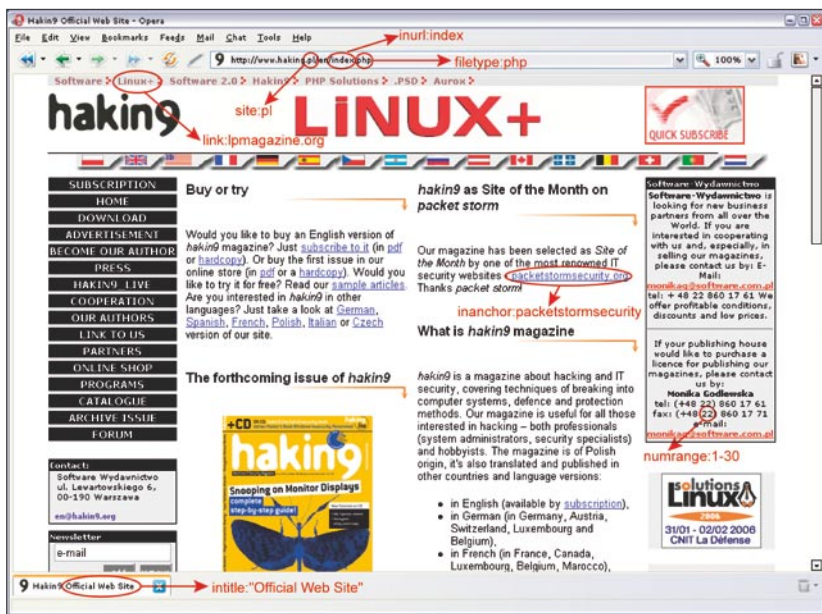 Hakin9 Official Web Site - Opera
File Edit View Bookmarks Feeds Mail Chat Tools Help
inurl:index
9 http://www.haking.pl/en/index.php
filetype:php
100%
Software > Linux+ > Software 2.0 > Hakin9 > PHP Solutions > .PSD > Aurox >
site:pl
link:lpmagazine.org
hakin9
LiNUX+
QUICK SUBSCRIBE
SUBSCRIPTION
HOME
DOWNLOAD
ADVERTISEMENT
BECOME OUR AUTHOR
PRESS
HAKIN9 LIVE
COOPERATION
OUR AUTHORS
LINK TO US
PARTNERS
ONLINE SHOP
PROGRAMS
CATALOGUE
ARCHIVE ISSUE
FORUM
Contact:
Software Wydawnictwo
ul. Lewartowskiego 6,
00-190 Warszawa
en@hakin9.org
Newsletter
e-mail
Buy or try
Would you like to buy an English version of
hakin9 magazine? Just subscribe to it (in pdf
or hardcopy). Or buy the first issue in our
online store (in pdf or a hardcopy). Would you
like to try it for free? Read our sample articles.
Are you interested in hakin9 in other
languages? Just take a look at German,
Spanish, French, Polish, Italian or Czech
version of our site.
The forthcoming issue of hakin9
+CD
hakin9
Snooping on Monitor Displays
complete
step-by-step guide!
hakin9 as Site of the Month on
packet storm
Our magazine has been selected as Site of
the Month by one of the most renowned IT
security websites - packetstormsecurity.org.
Thanks packet storm!
inanchor:packetstormsecurity
What is hakin9 magazine
hakin9 is a magazine about hacking and IT
security, covering techniques of breaking into
computer systems, defence and protection
methods. Our magazine is useful for all those
interested in hacking – both professionals
(system administrators, security specialists)
and hobbyists. The magazine is of Polish
origin, it's also translated and published in
other countries and language versions:
• in English (available by subscription),
• in German (in Germany, Austria,
Switzerland, Luxembourg and
Belgium),
• in French (in France, Canada,
Luxembourg, Belgium, Marocco),
Software-Wydawnictwo
Software-Wydawnictwo is
looking for new business
partners from all over the
World. If you are
interested in cooperating
with us and, especially, in
selling our magazines,
please contact us by: E-
Mail:
monikag@software.com.pl
tel: + 48 22 860 17 61 We
offer profitable conditions,
discounts and low prices.
If your publishing house
would like to purchase a
licence for publishing our
magazines, please contact
us by:
Monika Godlewska
tel: (+48 22) 860 17 61
fax: (+48 22) 860 17 71
e-mail:
monikag@software.com.pl
numrange:1-30
solutions
Linux
2006
31/01 - 02/02 2006
CNIT La Défense
9 Hakin9 Official Web Site
intitle:"Official Web Site"